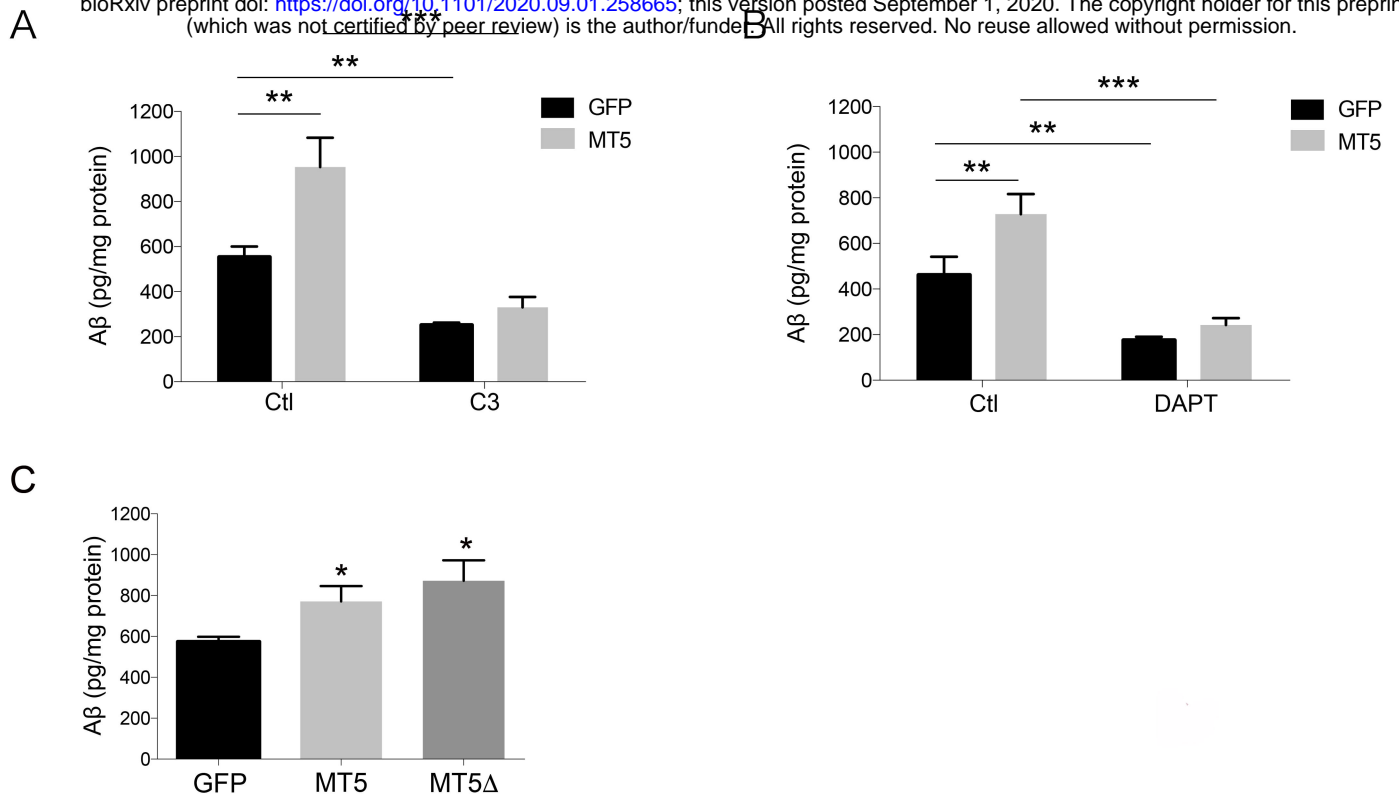 bioRxiv preprint doi: https://doi.org/10.1101/2020.09.01.258665; this version posted September 1, 2020. The copyright holder for this preprint
(which was not certified by peer review) is the author/funder. All rights reserved. No reuse allowed without permission.
A
***
**
**
GFP
MT5
1200
1000
800
600
400
200
0
Aβ (pg/mg protein)
Ctl
C3
B
***
**
**
GFP
MT5
1200
1000
800
600
400
200
0
Aβ (pg/mg protein)
Ctl
DAPT
C
1200
1000
800
600
400
200
0
Aβ (pg/mg protein)
*
*
GFP
MT5
MT5Δ